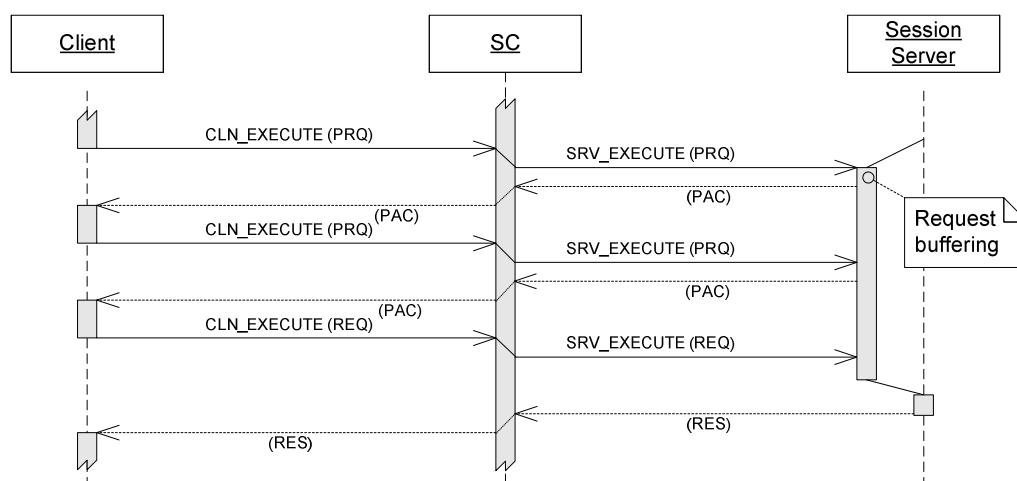 Client
SC
Session
Server
CLN_EXECUTE (PRQ)
SRV_EXECUTE (PRQ)
(PAC)
(PAC)
Request
buffering
CLN_EXECUTE (PRQ)
SRV_EXECUTE (PRQ)
(PAC)
(PAC)
CLN_EXECUTE (REQ)
SRV_EXECUTE (REQ)
(RES)
(RES)